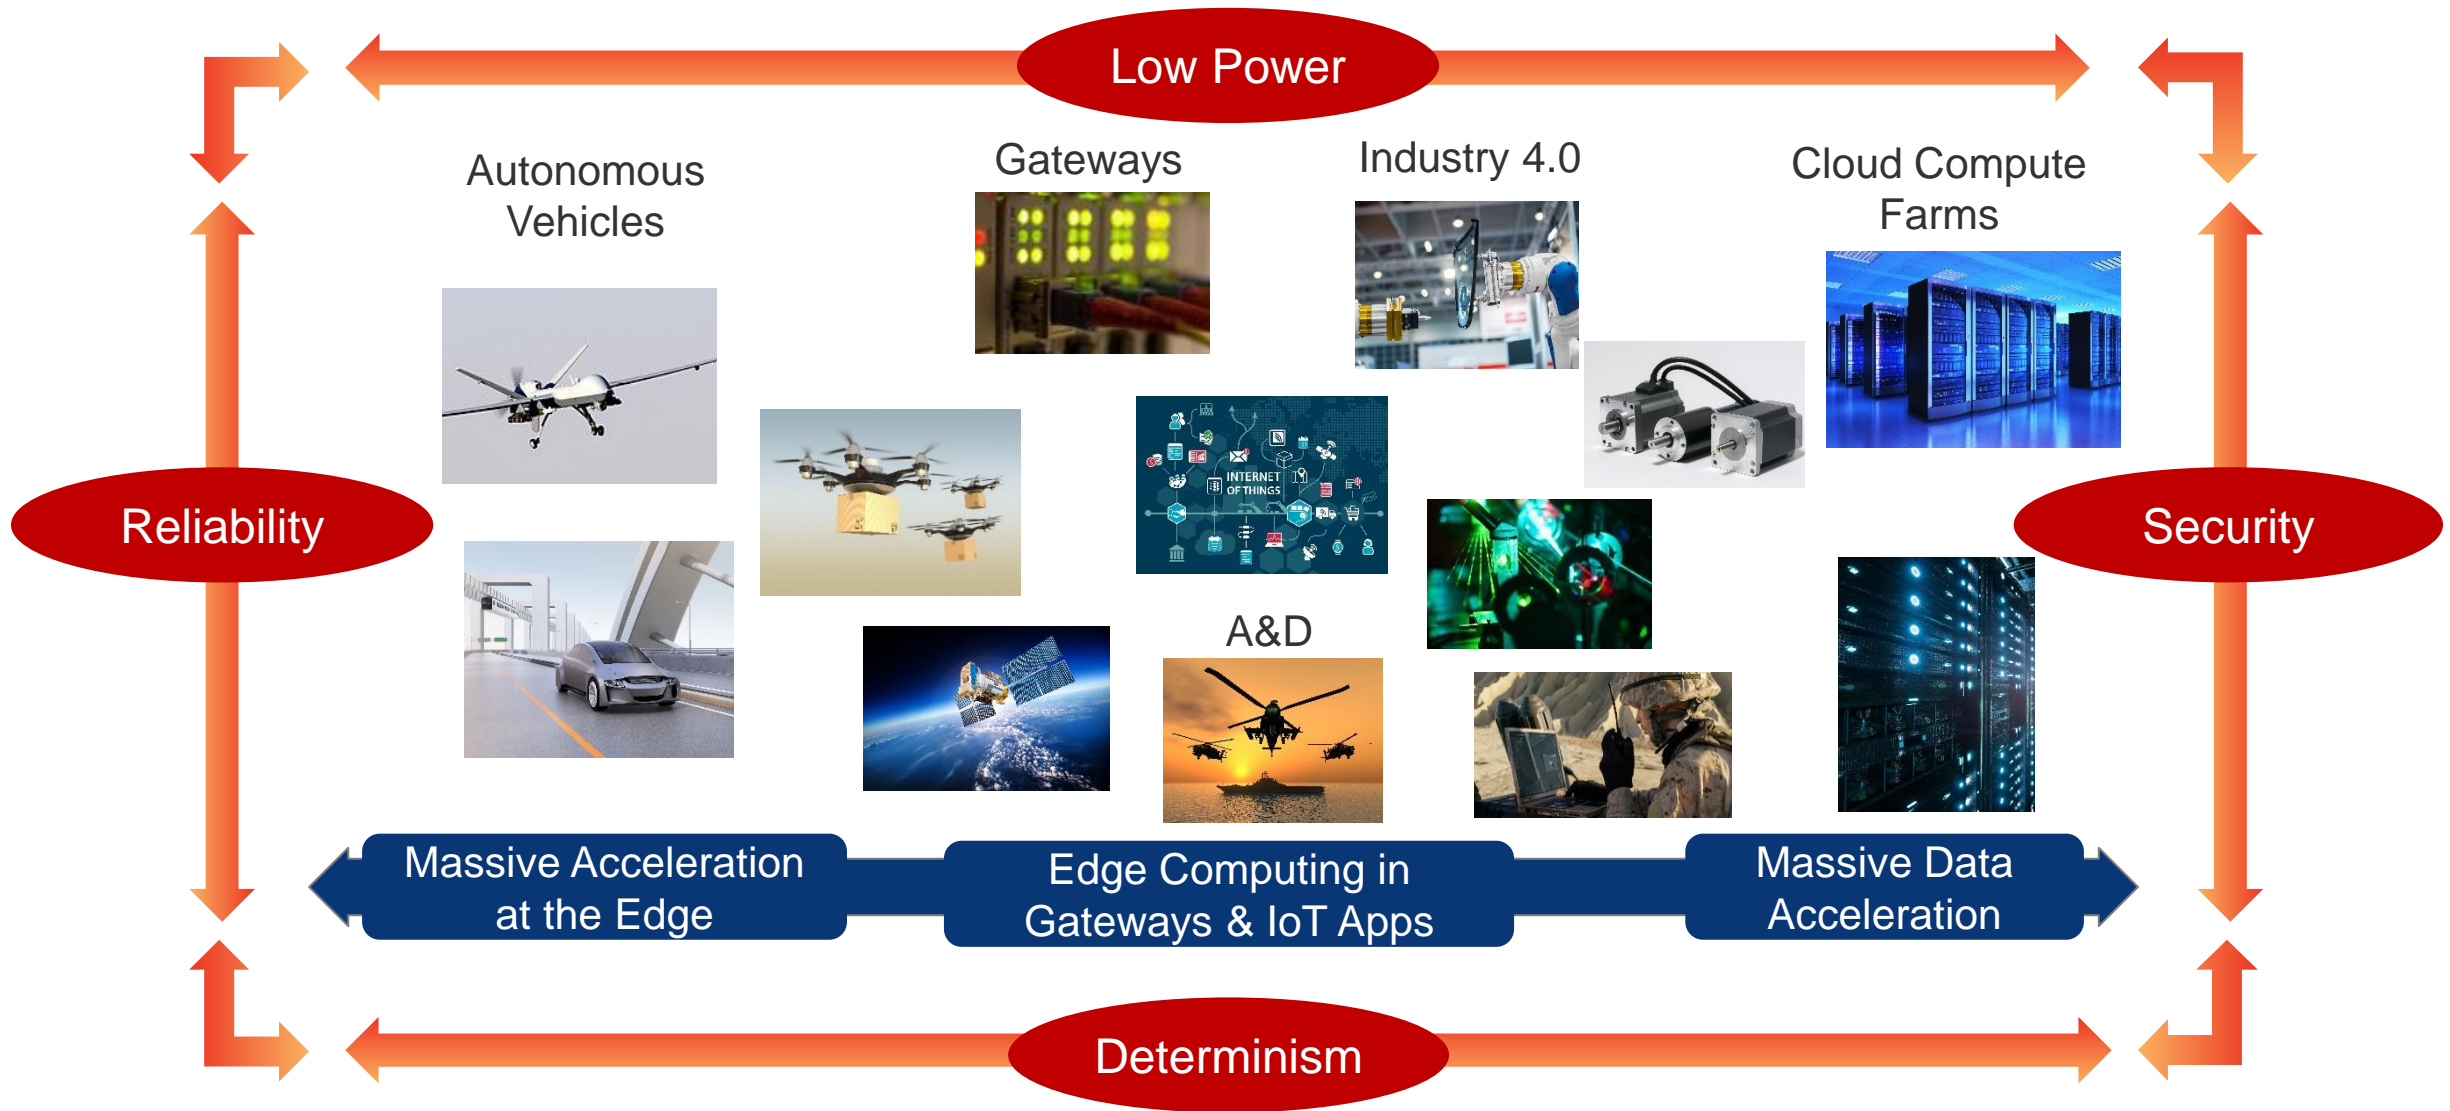 Low Power
Autonomous
Vehicles
Gateways
Industry 4.0
Cloud Compute
Farms
INTERNET
OF THINGS
Reliability
Security
A&D
Massive Acceleration
at the Edge
Edge Computing in
Gateways & IoT Apps
Massive Data
Acceleration
Determinism